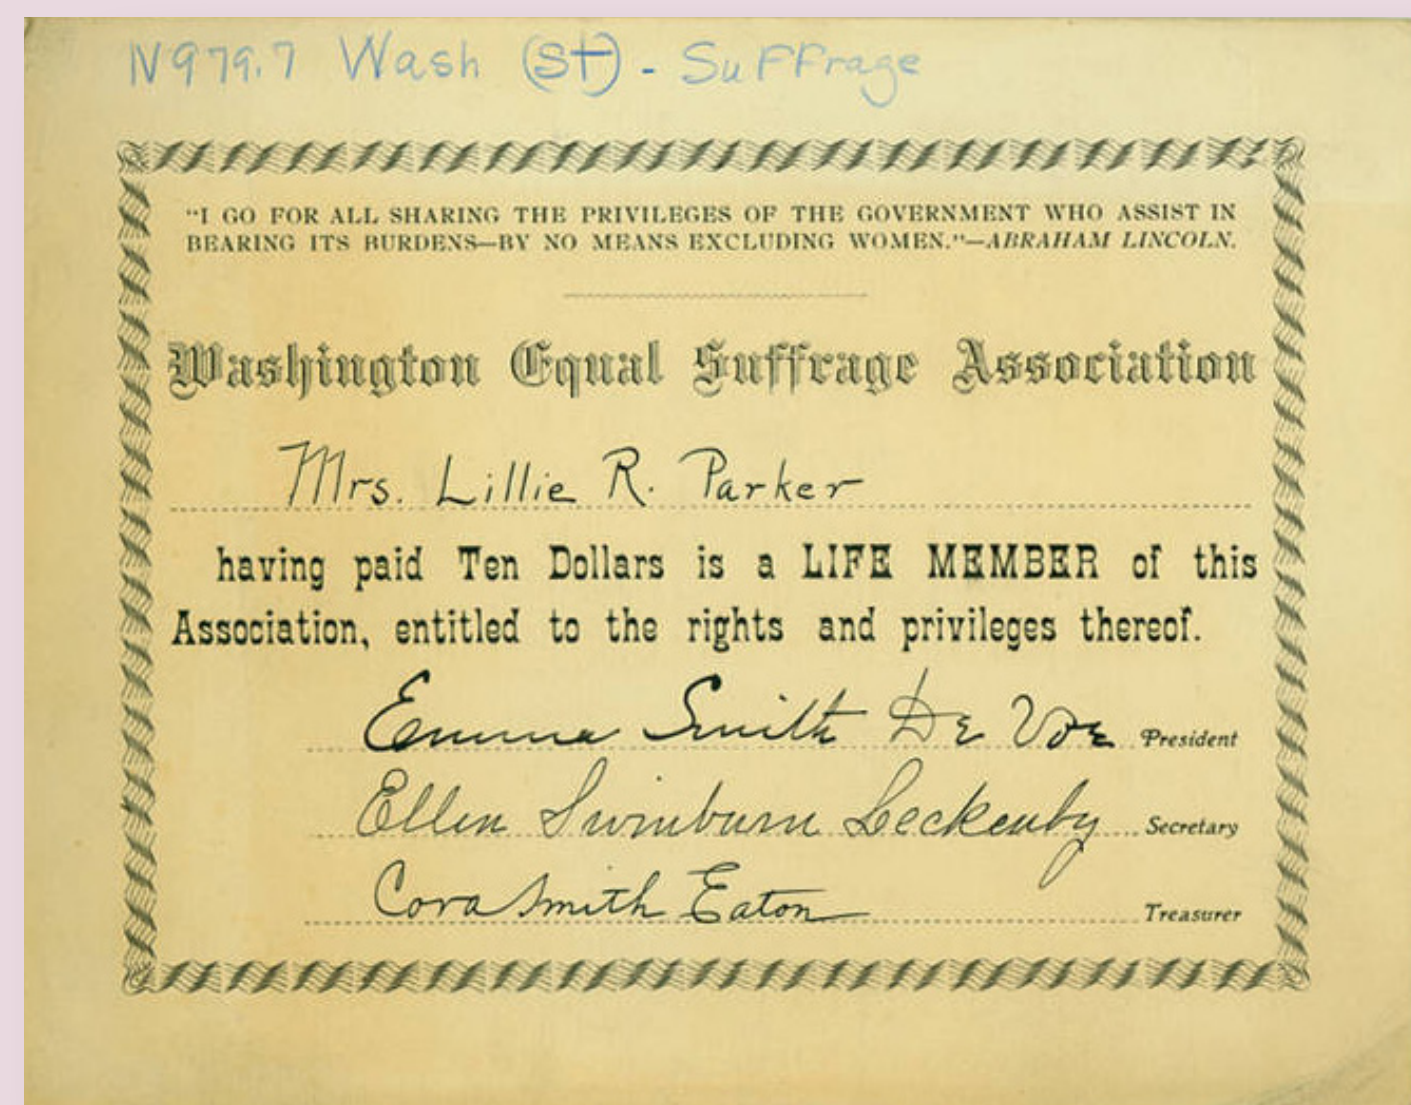 N979.7 Wash (St) - Suffrage
"I GO FOR ALL SHARING THE PRIVILEGES OF THE GOVERNMENT WHO ASSIST IN
BEARING ITS BURDENS—BY NO MEANS EXCLUDING WOMEN."—ABRAHAM LINCOLN.
Washington Equal Suffrage Association
Mrs. Lillie R. Parker
having paid Ten Dollars is a LIFE MEMBER of this
Association, entitled to the rights and privileges thereof.
Emma Smith De Voe President
Ellen Swinburn Leckenby Secretary
Cora Smith Eaton Treasurer